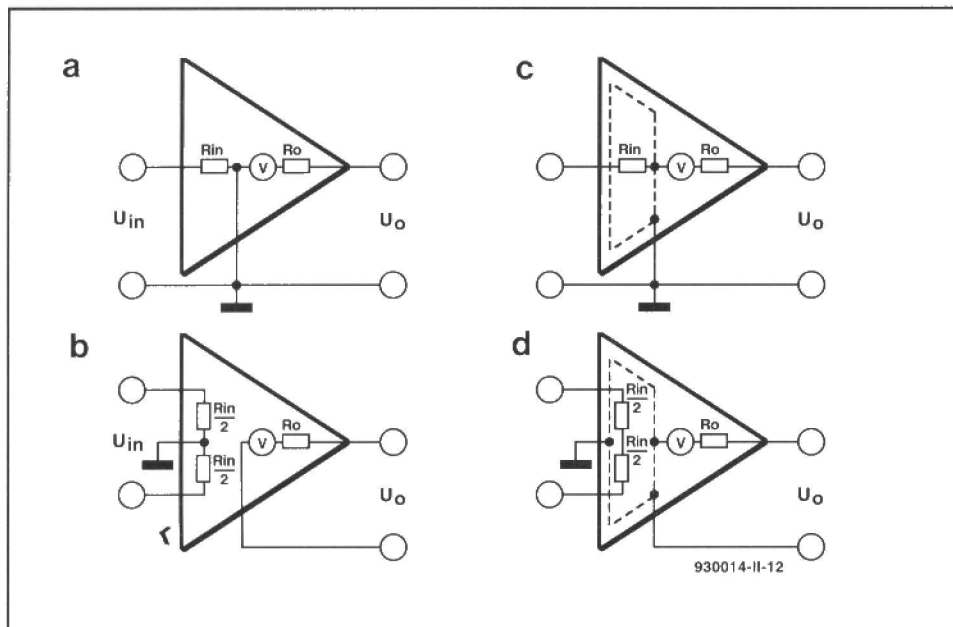 a
Rin
V
Ro
Uin
Uo
b
Rin
2
Rin
2
V
Ro
Uin
Uo
c
Rin
V
Ro
Uo
d
Rin
2
Rin
2
V
Ro
Uo
930014-II-12